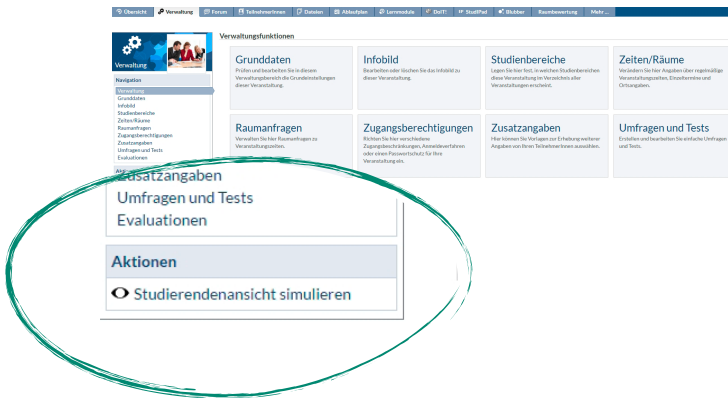 Übersicht Verwaltung Forum TeilnehmerInnen Dateien Ablaufplan Lernmodule DoIT! StudIPad Blubber Raumbewertung Mehr ...
Verwaltungsfunktionen
Verwaltung
Navigation
Verwaltung
Grunddaten
Infobild
Studienbereiche
Zeiten/Räume
Raumanfragen
Zugangsberechtigungen
Zusatzangaben
Umfragen und Tests
Evaluationen
Grunddaten
Prüfen und bearbeiten Sie in diesem
Verwaltungsbereich die Grundeinstellungen
dieser Veranstaltung.
Infobild
Bearbeiten oder löschen Sie das Infobild zu
dieser Veranstaltung.
Studienbereiche
Legen Sie hier fest, in welchen Studienbereichen
diese Veranstaltung im Verzeichnis aller
Veranstaltungen erscheint.
Zeiten/Räume
Verändern Sie hier Angaben über regelmäßige
Veranstaltungszeiten, Einzeltermine und
Ortsangaben.
Raumanfragen
Verwalten Sie hier Raumanfragen zu
Veranstaltungszeiten.
Zugangsberechtigungen
Richten Sie hier verschiedene
Zugangsbeschränkungen, Anmeldeverfahren
oder einen Passwortschutz für Ihre
Veranstaltung ein.
Zusatzangaben
Hier können Sie Vorlagen zur Erhebung weiterer
Angaben von Ihren TeilnehmerInnen auswählen.
Umfragen und Tests
Erstellen und bearbeiten Sie einfache Umfragen
und Tests.
Zusatzangaben
Umfragen und Tests
Evaluationen
Aktionen
Studierendenansicht simulieren